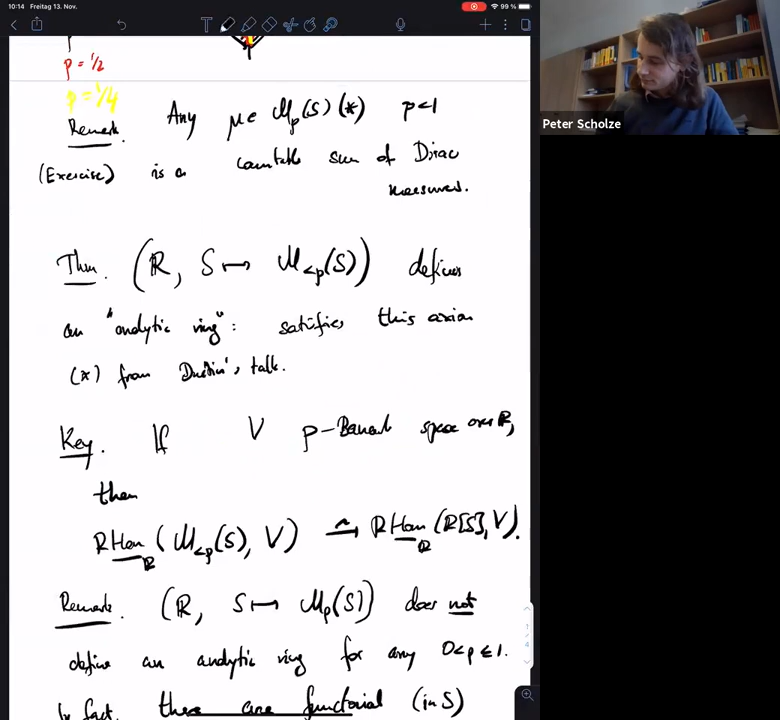 10:14 Freitag 13. Nov.
99 %
p = 1/2
p = 1/4
Remark. Any μ ∈ M_p(S)(*) p<1
(Exercise) is a countable sum of Dirac
measures.
Thm. (ℝ, S ↦ M_{<p}(S)) defines
an "analytic ring": satisfies this axiom
(*) from Dustin's talk.
Key. If V p-Banach space over ℝ,
then
RHom_ℝ(M_{<p}(S), V) ⥲ RHom_ℝ(ℝ[S], V).
Remark. (ℝ, S ↦ M_p(S)) does not
define an analytic ring for any 0<p≤1.
In fact, there are functorial (in S)
Peter Scholze